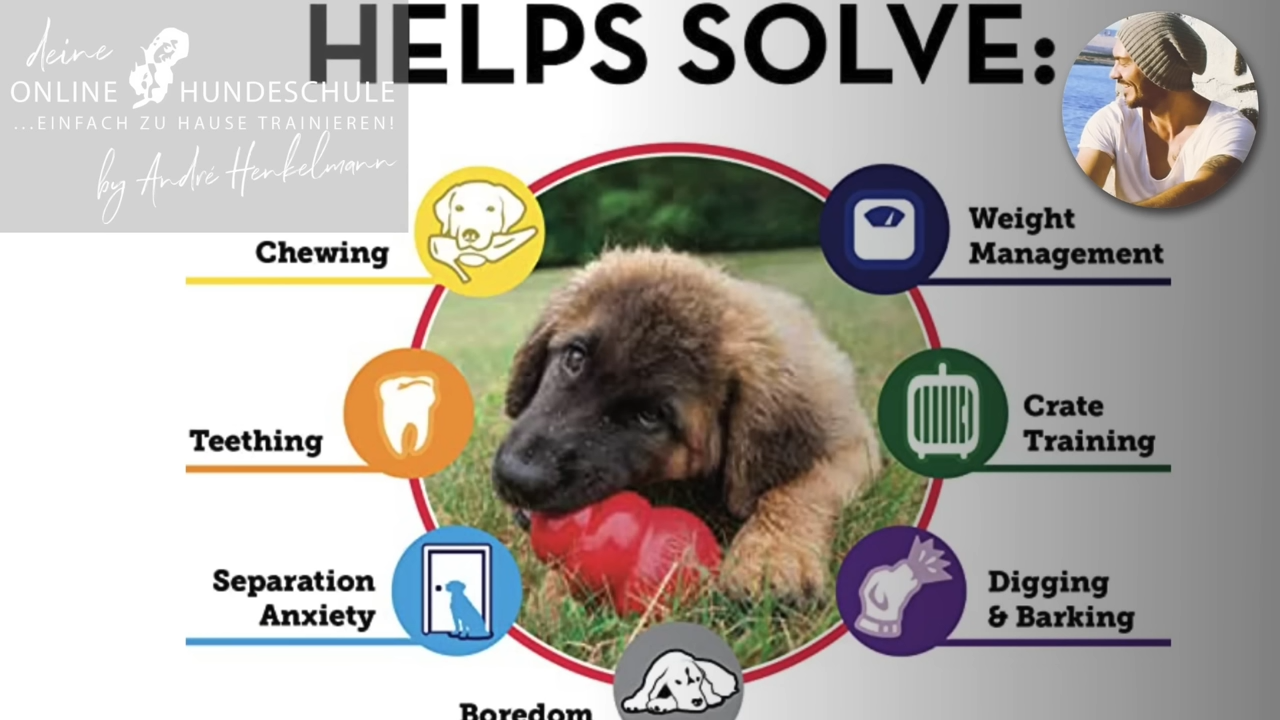 HELPS SOLVE:
deine
ONLINE HUNDESCHULE
...EINFACH ZU HAUSE TRAINIEREN!
by André Henkelmann
Chewing
Weight
Management
Teething
Crate
Training
Separation
Anxiety
Digging
& Barking
Boredom